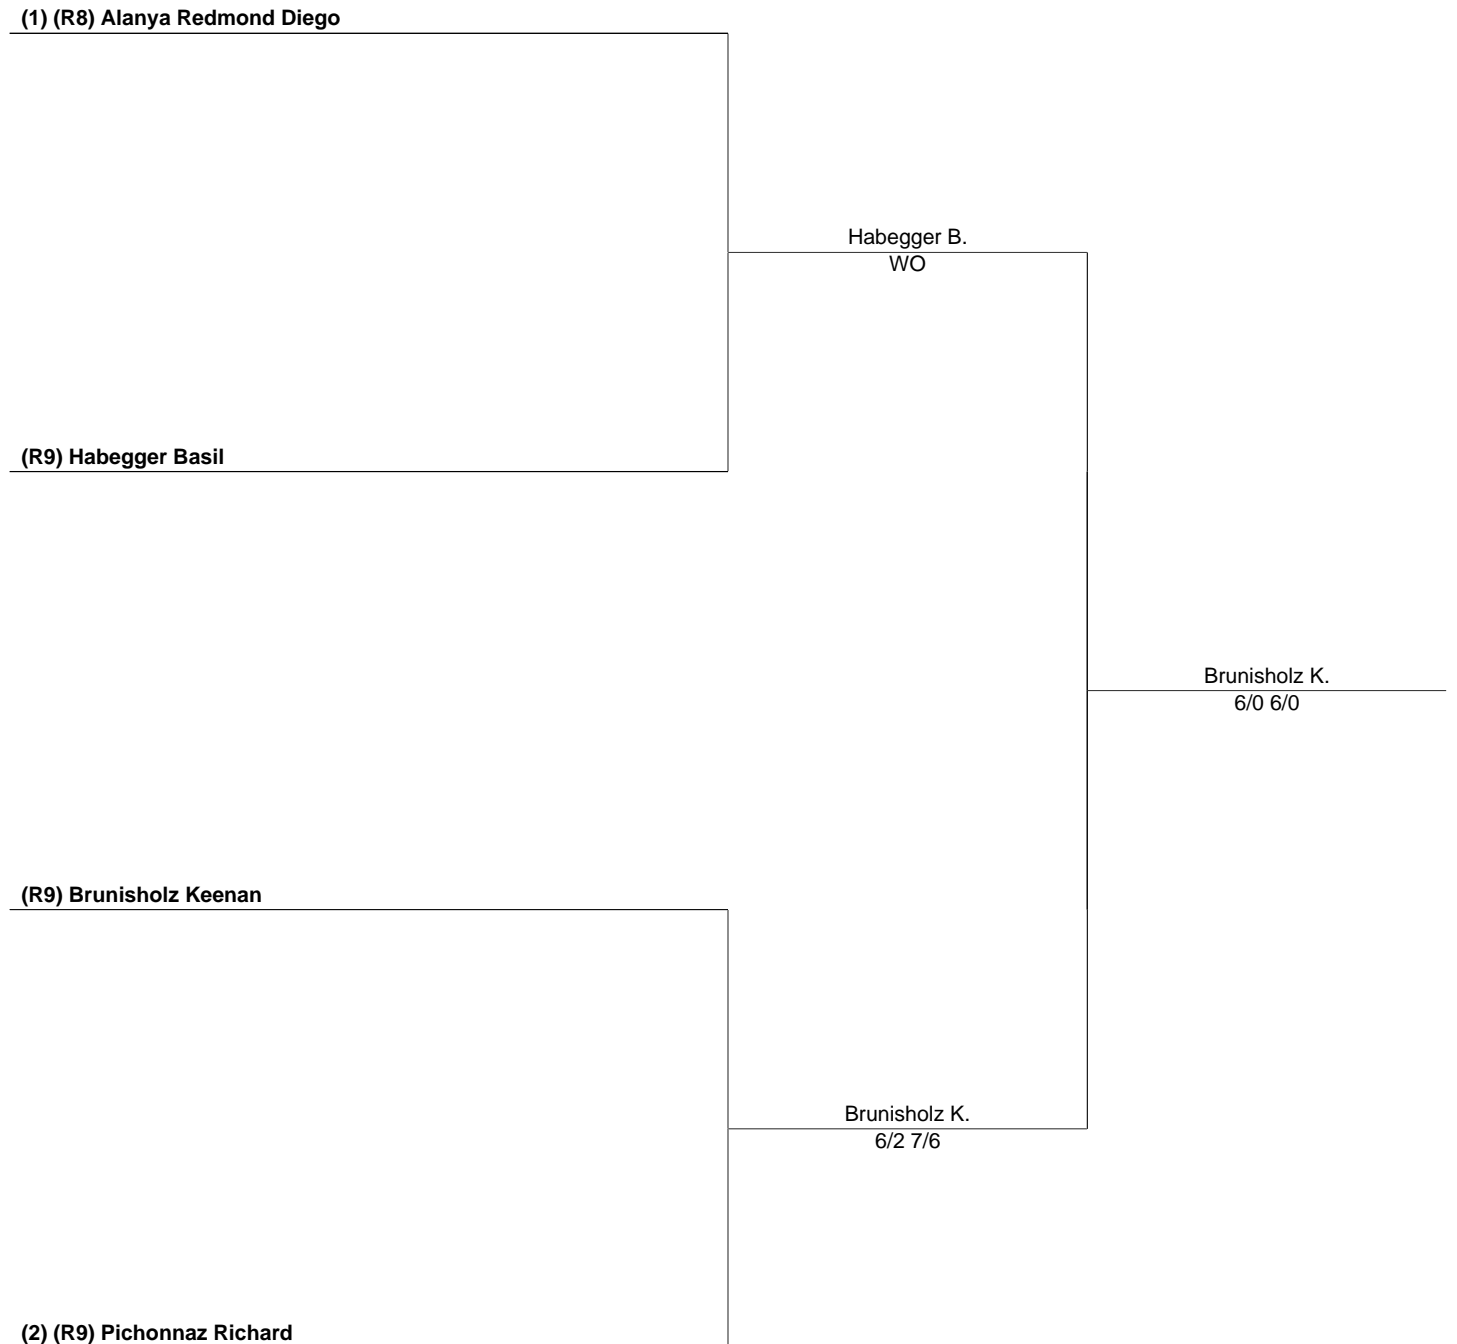 (1) (R8) Alanya Redmond Diego
Habegger B.
WO
(R9) Habegger Basil
Brunisholz K.
6/0 6/0
(R9) Brunisholz Keenan
Brunisholz K.
6/2 7/6
(2) (R9) Pichonnaz Richard